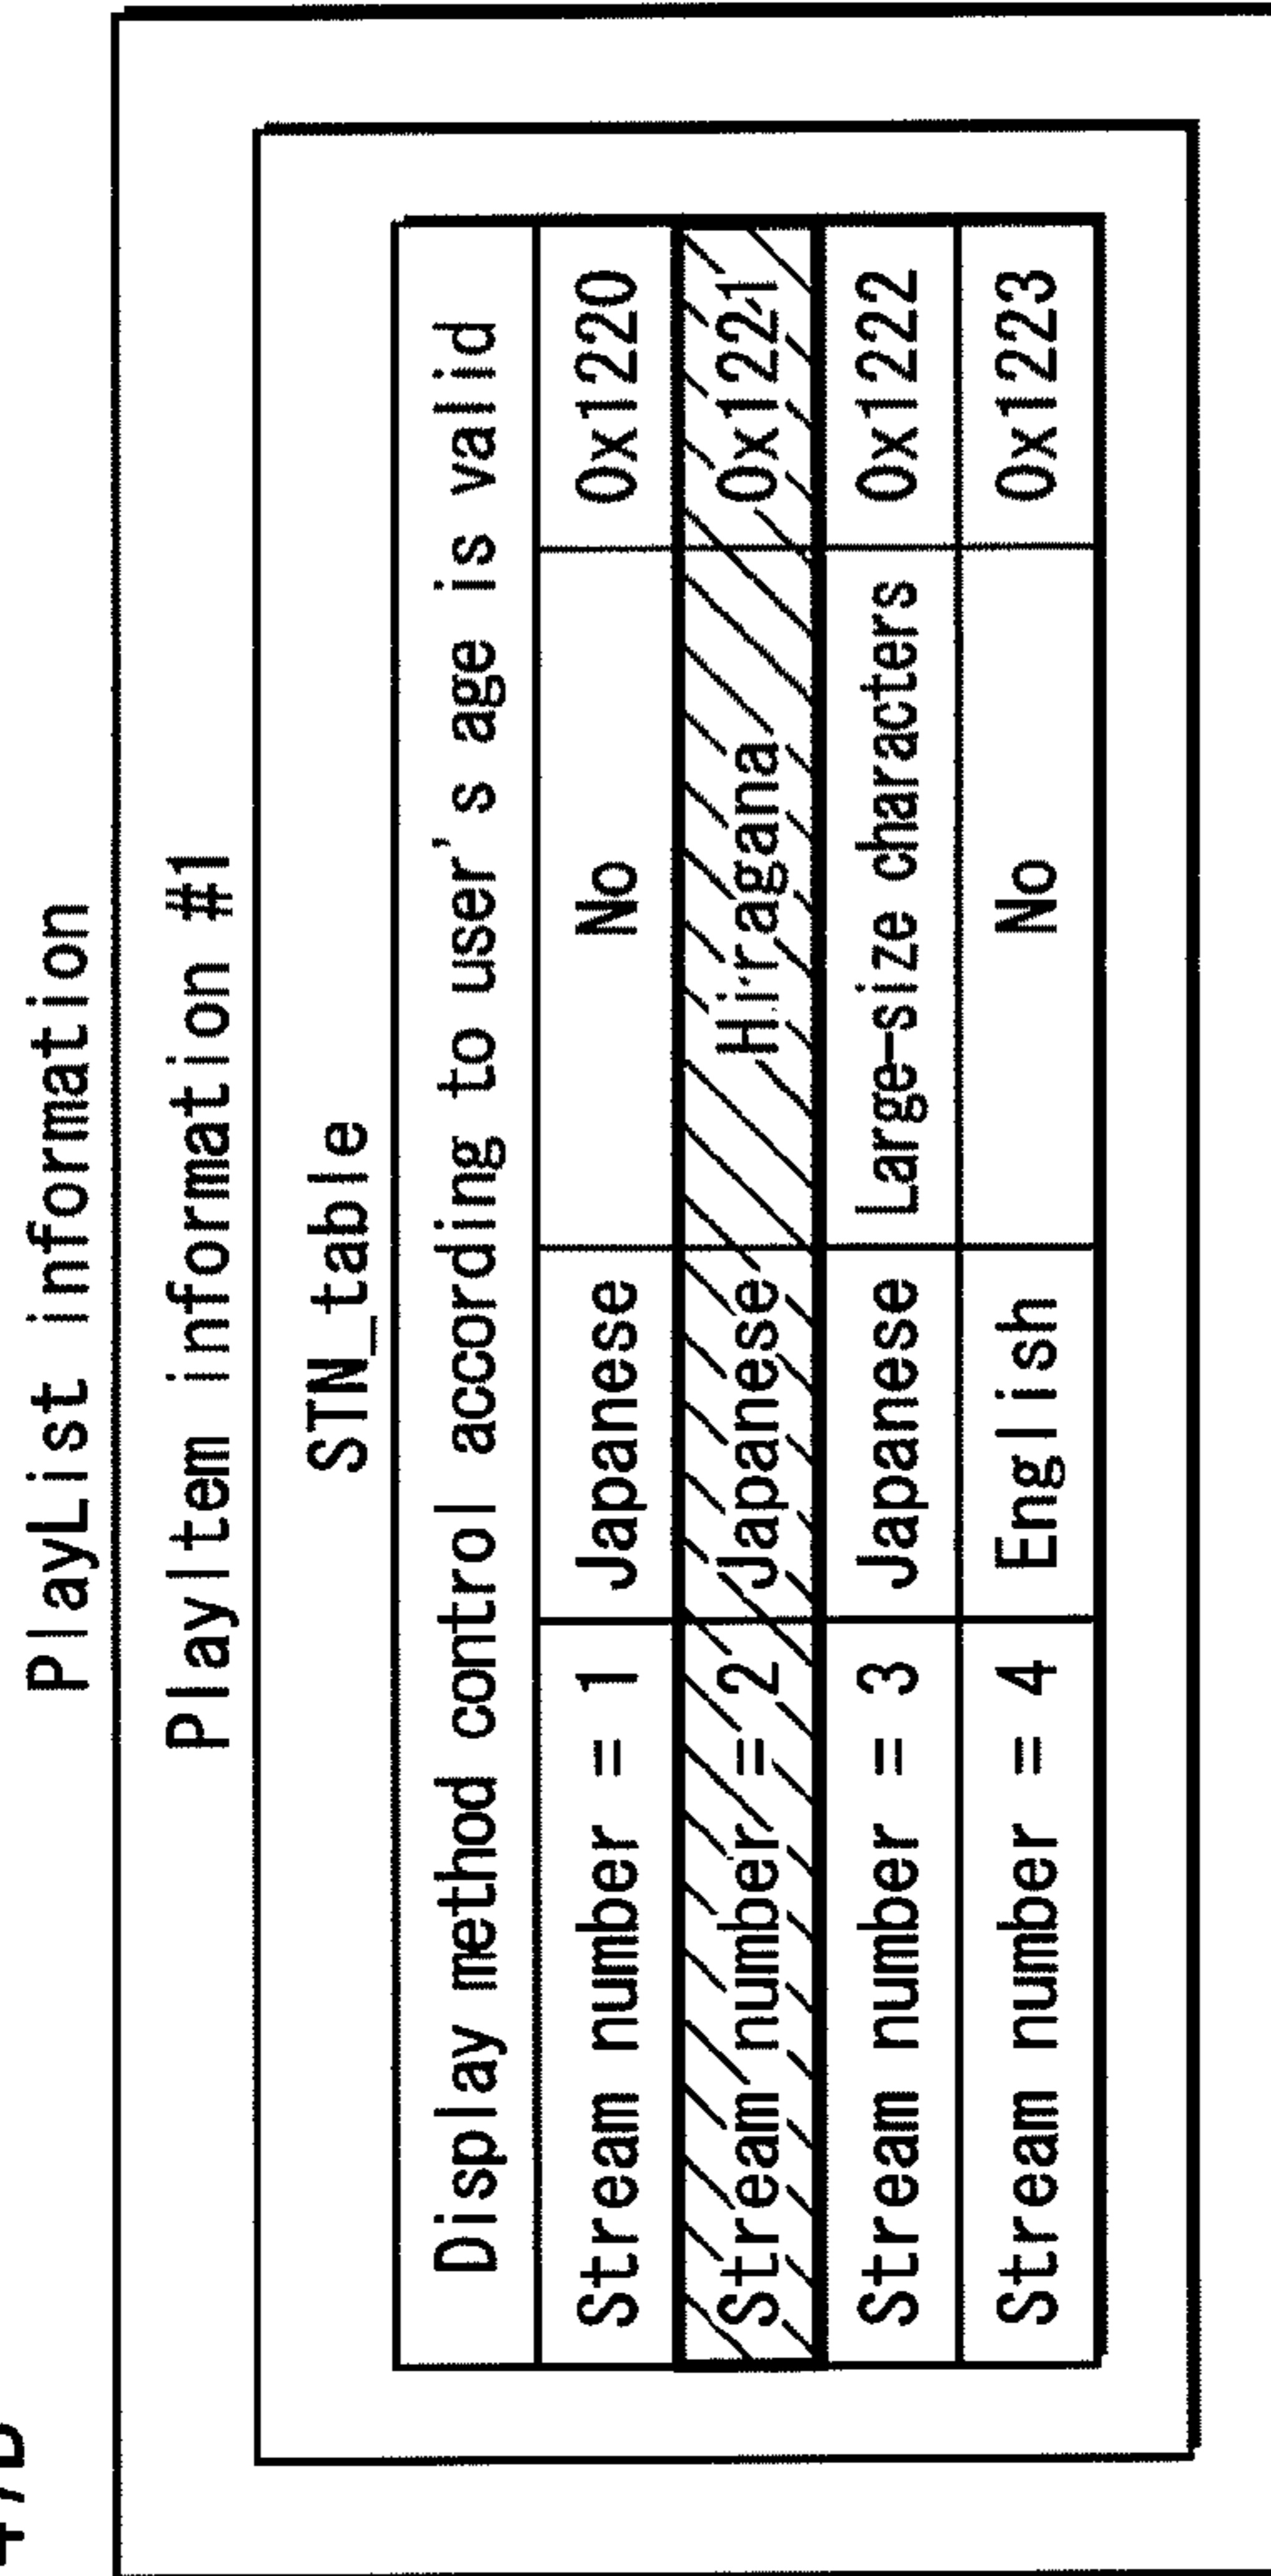 PlayList information
PlayItem information #1
STN_table
Display method control according to user's age is valid
Stream number = 1 Japanese No 0x1220
Stream number = 2 Japanese Hiragana 0x1221
Stream number = 3 Japanese Large-size characters 0x1222
Stream number = 4 English No 0x1223